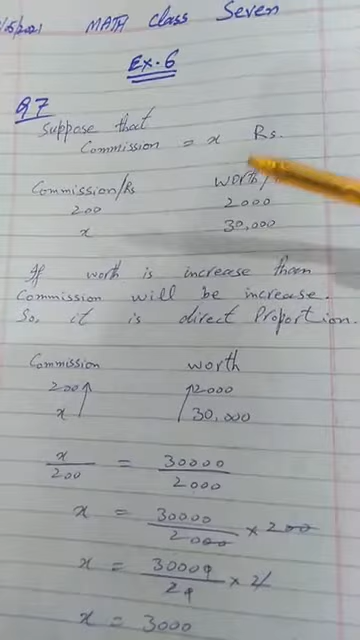 MATH Class Seven
Ex.6
Q7
Suppose that
Commission = x Rs.
Commission/Rs worth/
200 2000
x 30,000
If worth is increase than
Commission will be increase.
So, it is direct Proportion.
Commission worth
200 2000
x 30,000
x/200 = 30000/2000
x = 30000/2000 × 200
x = 30000/20 × 2
x = 3000